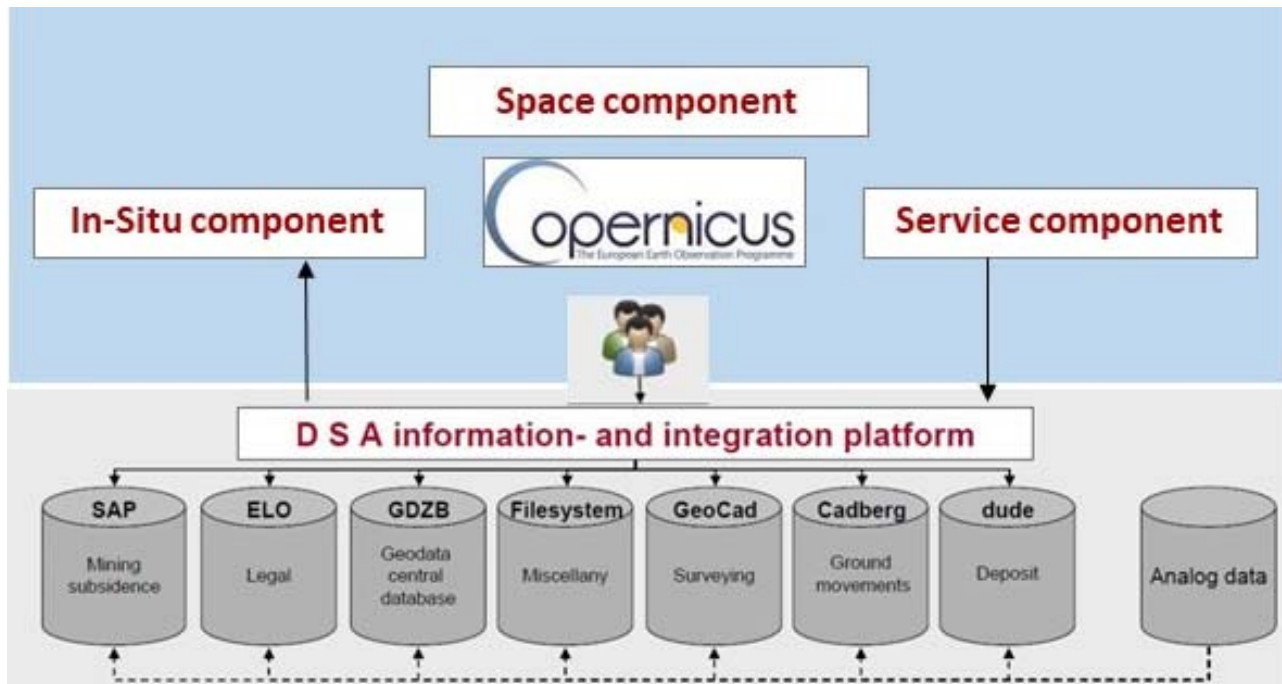 Space component
In-Situ component
Copernicus
The European Earth Observation Programme
Service component
D S A information- and integration platform
SAP
Mining
subsidence
ELO
Legal
GDZB
Geodata
central
database
Filesystem
Miscellany
GeoCad
Surveying
Cadberg
Ground
movements
dude
Deposit
Analog data